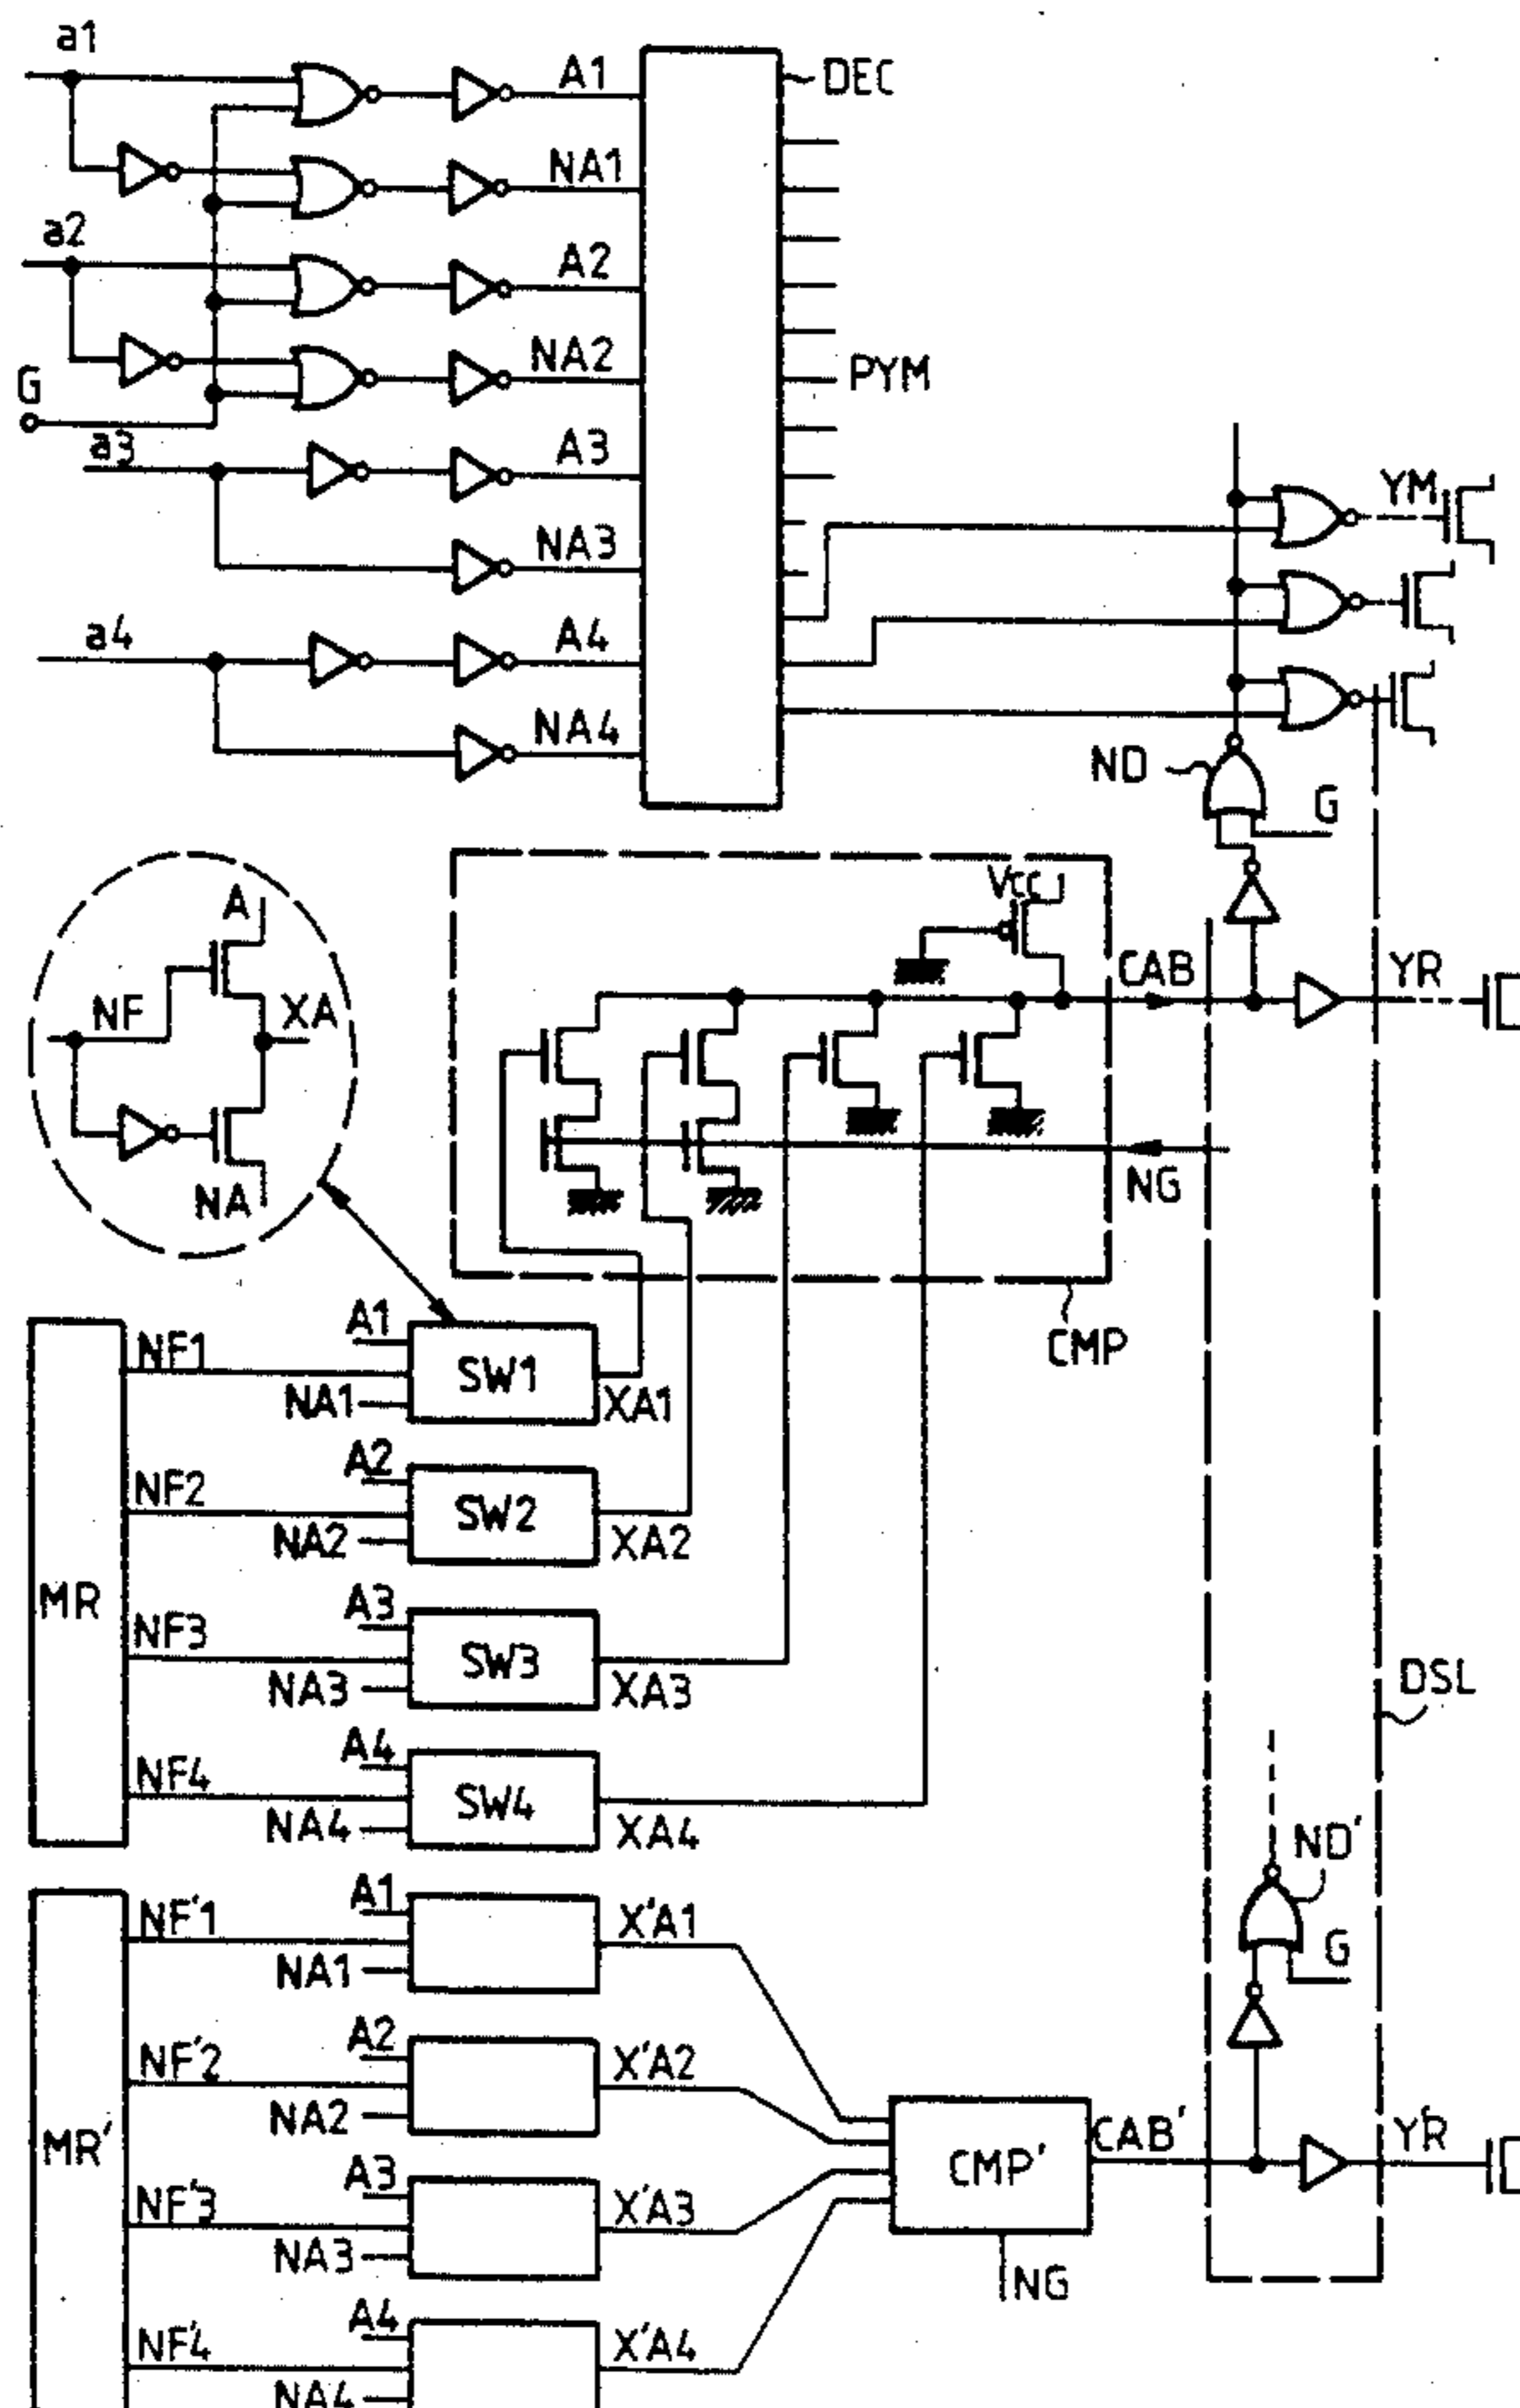 a1
A1
DEC
NA1
a2
A2
NA2
PYM
G
a3
A3
YM
NA3
a4
A4
NA4
ND
G
A
Vcc
NF
XA
CAB
YR
NA
NG
CMP
A1
NF1
SW1
NA1
XA1
A2
NF2
SW2
NA2
XA2
MR
A3
NF3
SW3
NA3
XA3
DSL
A4
NF4
SW4
NA4
XA4
ND'
A1
NF'1
X'A1
G
NA1
A2
NF'2
X'A2
NA2
MR'
CAB'
Y'R
CMP'
A3
NF'3
X'A3
NA3
NG
A4
NF'4
X'A4
NA4